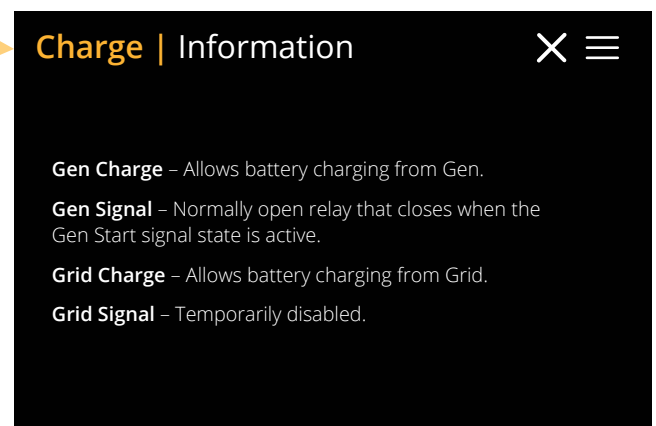 Charge | Information
Gen Charge – Allows battery charging from Gen.
Gen Signal – Normally open relay that closes when the
Gen Start signal state is active.
Grid Charge – Allows battery charging from Grid.
Grid Signal – Temporarily disabled.